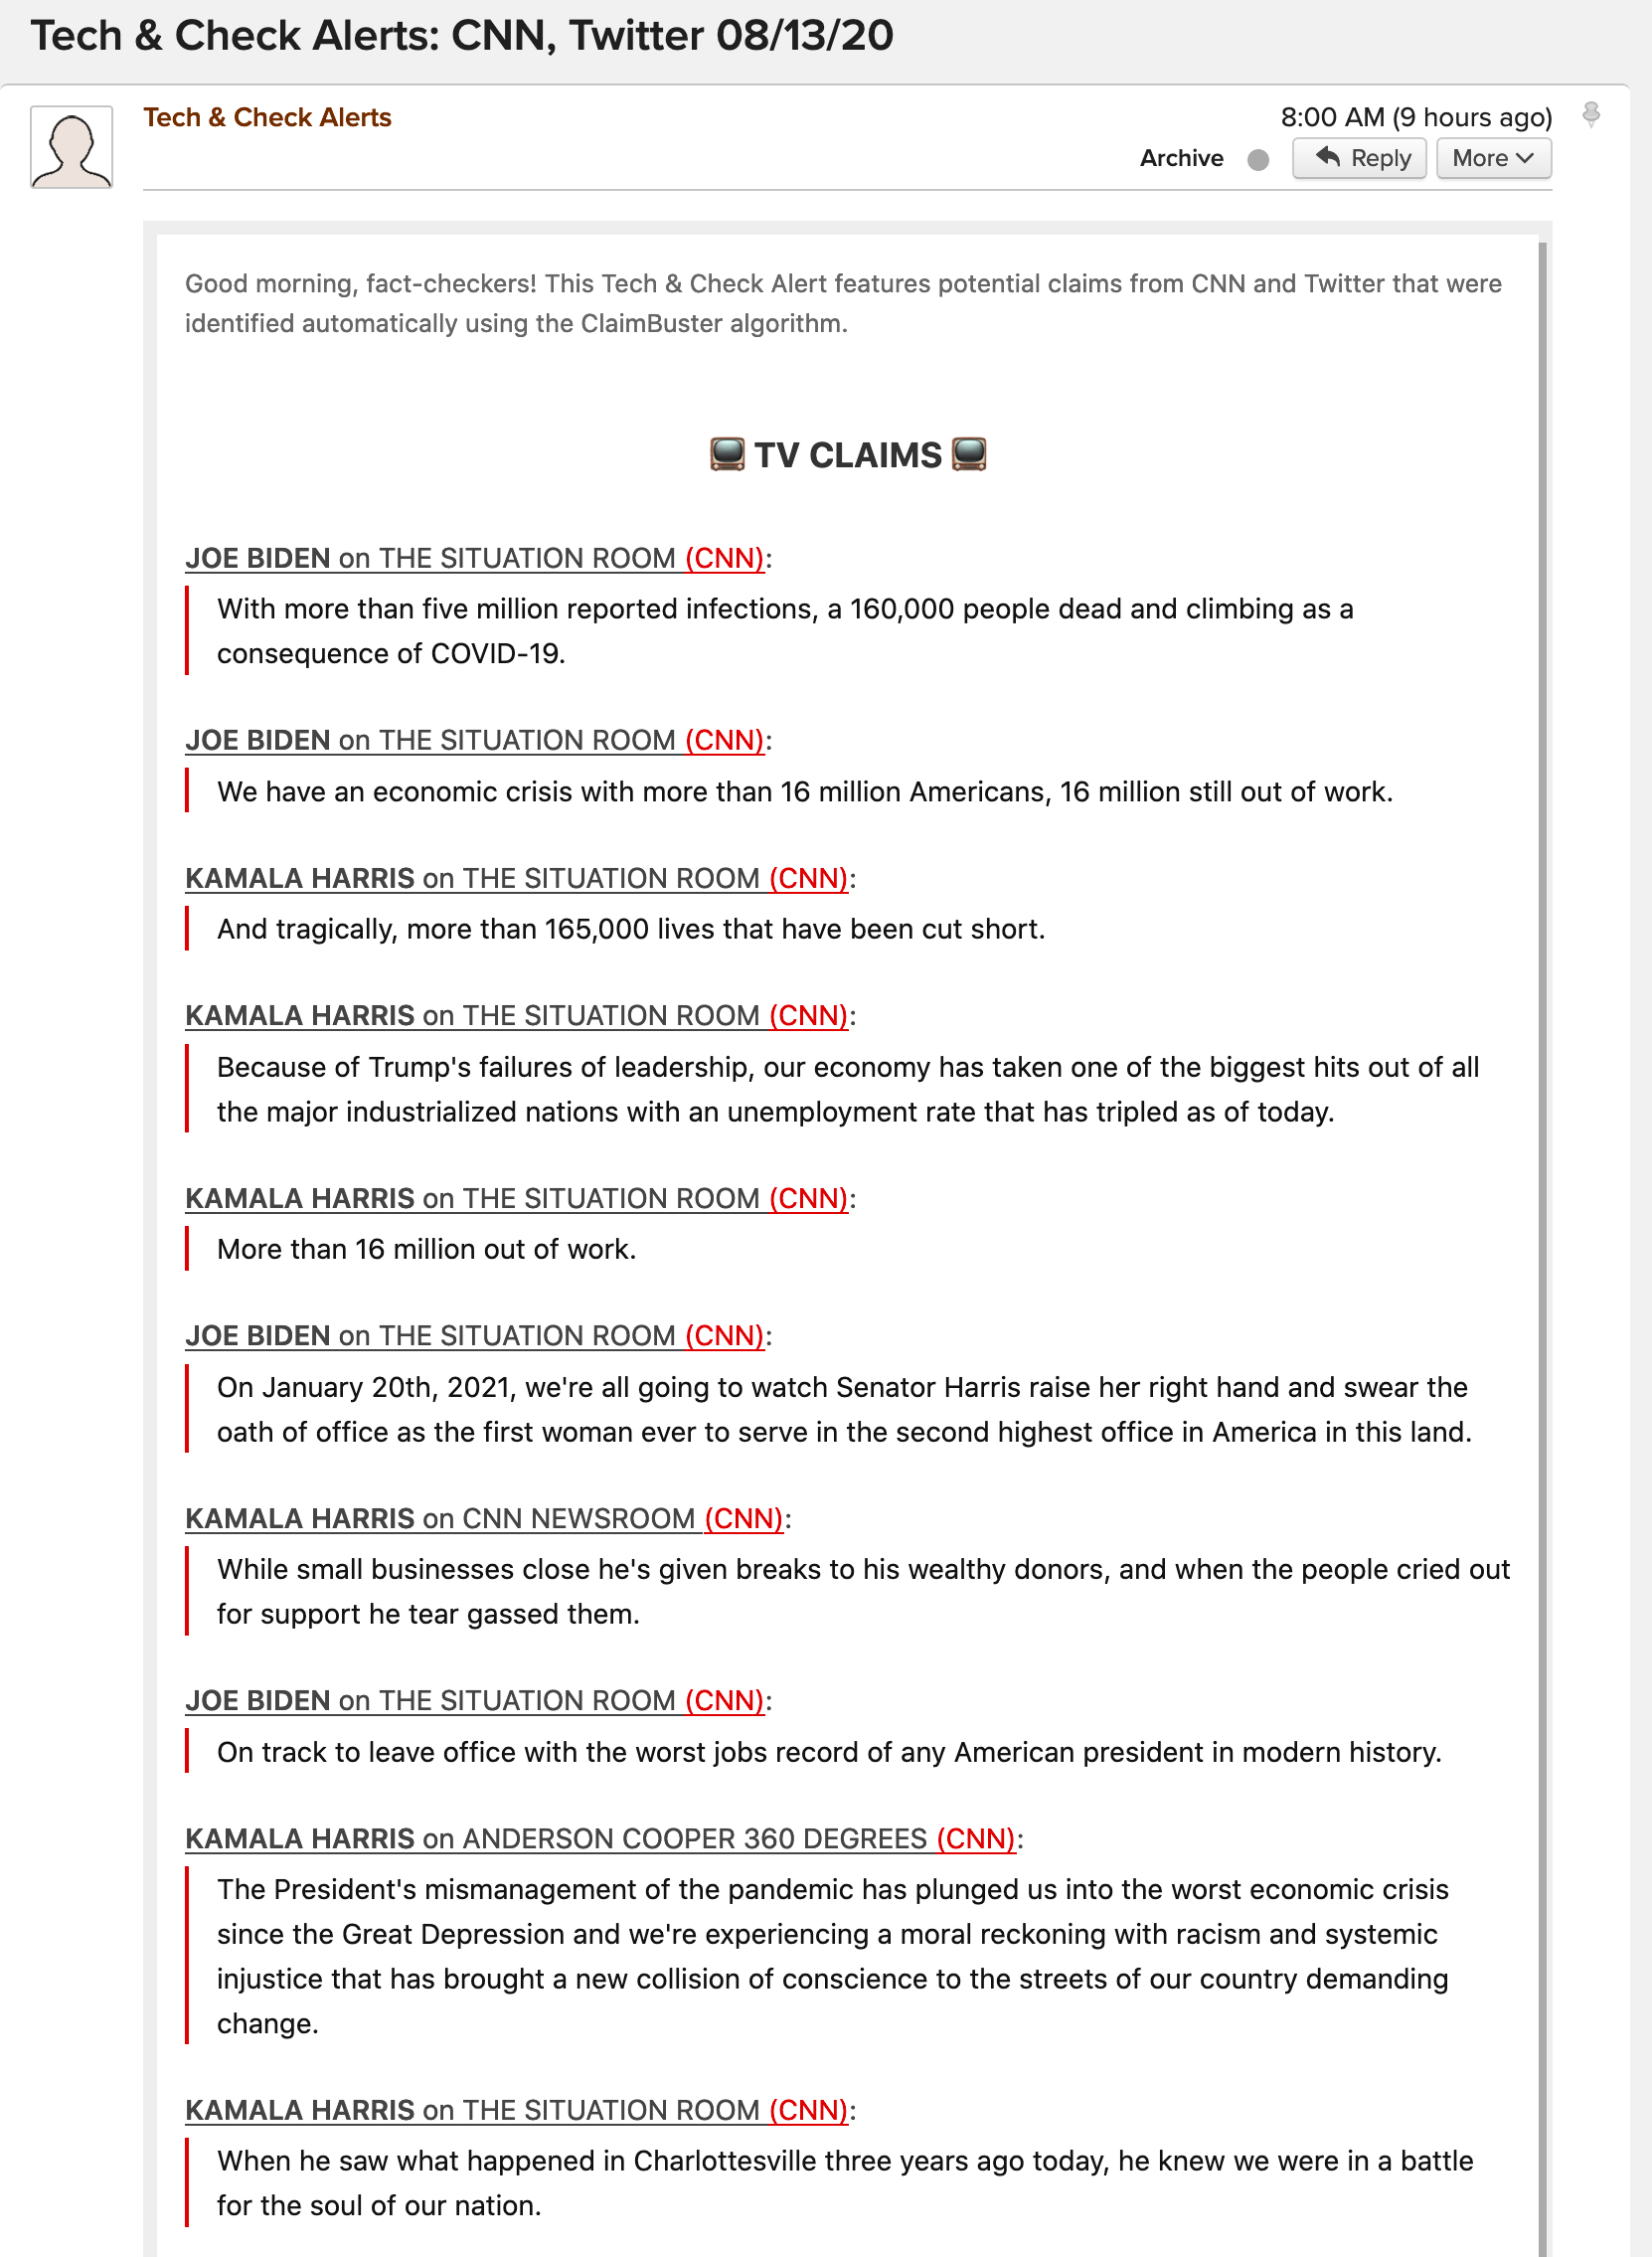 Tech & Check Alerts: CNN, Twitter 08/13/20
Tech & Check Alerts
8:00 AM (9 hours ago)
Archive
Reply
More
Good morning, fact-checkers! This Tech & Check Alert features potential claims from CNN and Twitter that were
identified automatically using the ClaimBuster algorithm.
📺 TV CLAIMS 📺
JOE BIDEN on THE SITUATION ROOM (CNN):
With more than five million reported infections, a 160,000 people dead and climbing as a
consequence of COVID-19.
JOE BIDEN on THE SITUATION ROOM (CNN):
We have an economic crisis with more than 16 million Americans, 16 million still out of work.
KAMALA HARRIS on THE SITUATION ROOM (CNN):
And tragically, more than 165,000 lives that have been cut short.
KAMALA HARRIS on THE SITUATION ROOM (CNN):
Because of Trump's failures of leadership, our economy has taken one of the biggest hits out of all
the major industrialized nations with an unemployment rate that has tripled as of today.
KAMALA HARRIS on THE SITUATION ROOM (CNN):
More than 16 million out of work.
JOE BIDEN on THE SITUATION ROOM (CNN):
On January 20th, 2021, we're all going to watch Senator Harris raise her right hand and swear the
oath of office as the first woman ever to serve in the second highest office in America in this land.
KAMALA HARRIS on CNN NEWSROOM (CNN):
While small businesses close he's given breaks to his wealthy donors, and when the people cried out
for support he tear gassed them.
JOE BIDEN on THE SITUATION ROOM (CNN):
On track to leave office with the worst jobs record of any American president in modern history.
KAMALA HARRIS on ANDERSON COOPER 360 DEGREES (CNN):
The President's mismanagement of the pandemic has plunged us into the worst economic crisis
since the Great Depression and we're experiencing a moral reckoning with racism and systemic
injustice that has brought a new collision of conscience to the streets of our country demanding
change.
KAMALA HARRIS on THE SITUATION ROOM (CNN):
When he saw what happened in Charlottesville three years ago today, he knew we were in a battle
for the soul of our nation.